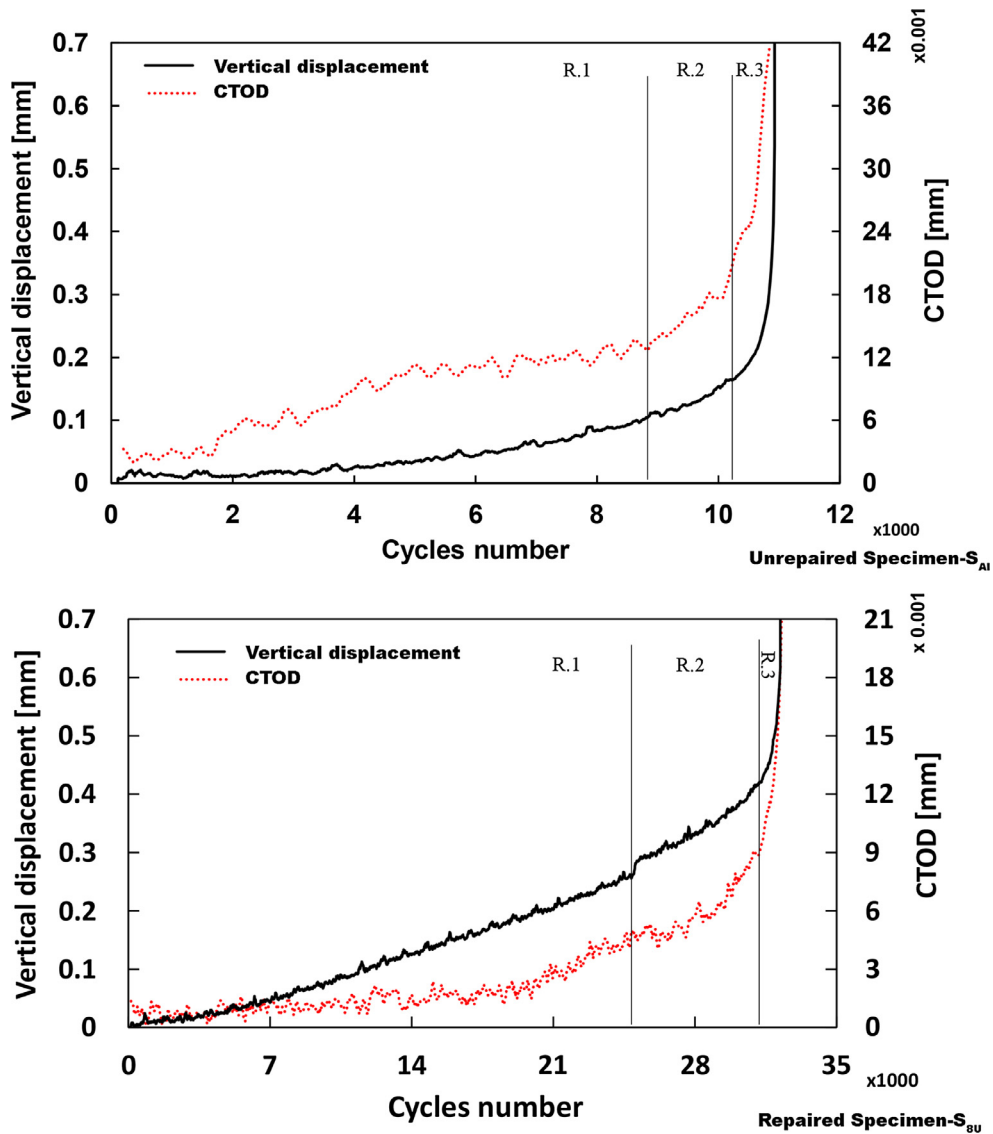 x0.001
0.7
42
Vertical displacement
CTOD
R.1
R.2
R.3
0.6
36
0.5
30
0.4
24
0.3
18
0.2
12
0.1
6
0
0
Vertical displacement [mm]
CTOD [mm]
0
2
4
6
8
10
12
x1000
Cycles number
Unrepaired Specimen-SAI
x 0.001
0.7
21
Vertical displacement
CTOD
R.1
R.2
R.3
0.6
18
0.5
15
0.4
12
0.3
9
0.2
6
0.1
3
0
0
Vertical displacement [mm]
CTOD [mm]
0
7
14
21
28
35
x1000
Cycles number
Repaired Specimen-S8U